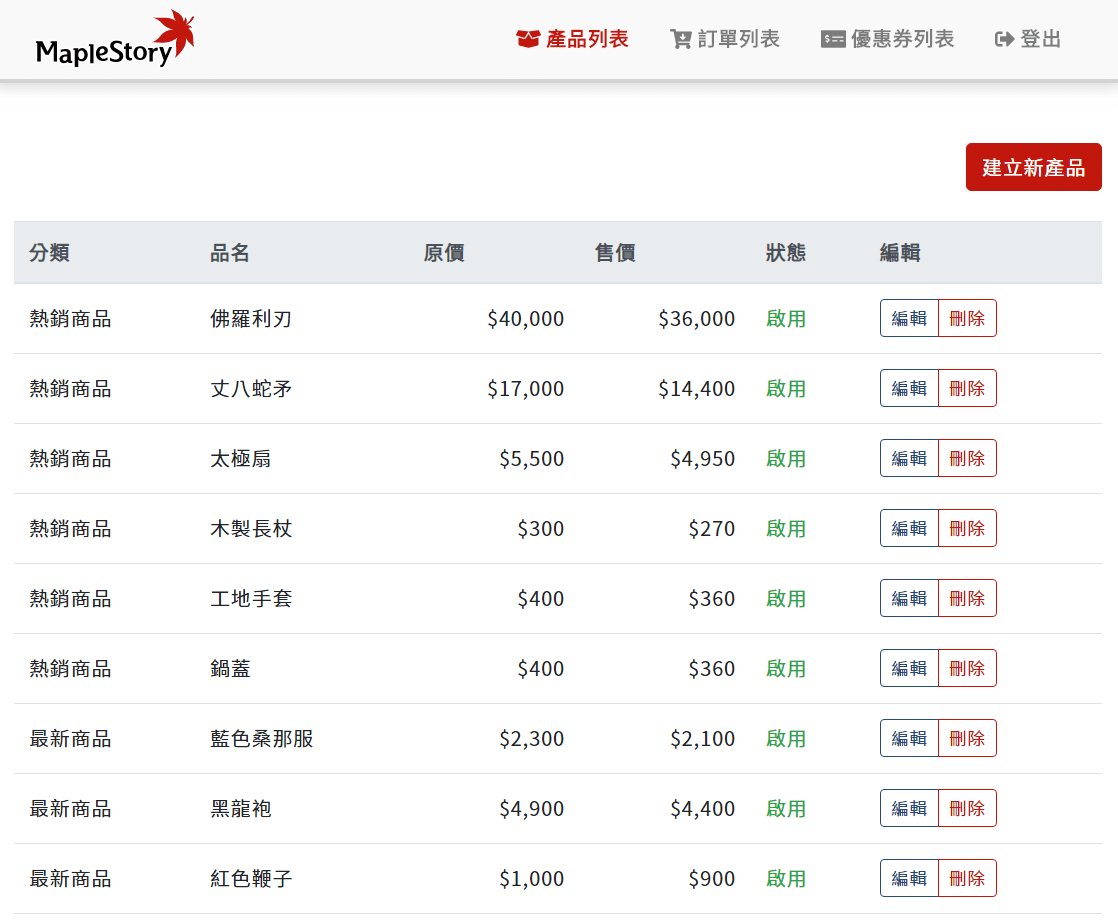 MapleStory 產品列表 訂單列表 優惠券列表 登出
建立新產品
分類 品名 原價 售價 狀態 編輯
熱銷商品 佛羅利刃 $40,000 $36,000 啟用 編輯 刪除
熱銷商品 丈八蛇矛 $17,000 $14,400 啟用 編輯 刪除
熱銷商品 太極扇 $5,500 $4,950 啟用 編輯 刪除
熱銷商品 木製長杖 $300 $270 啟用 編輯 刪除
熱銷商品 工地手套 $400 $360 啟用 編輯 刪除
熱銷商品 鍋蓋 $400 $360 啟用 編輯 刪除
最新商品 藍色桑那服 $2,300 $2,100 啟用 編輯 刪除
最新商品 黑龍袍 $4,900 $4,400 啟用 編輯 刪除
最新商品 紅色鞭子 $1,000 $900 啟用 編輯 刪除